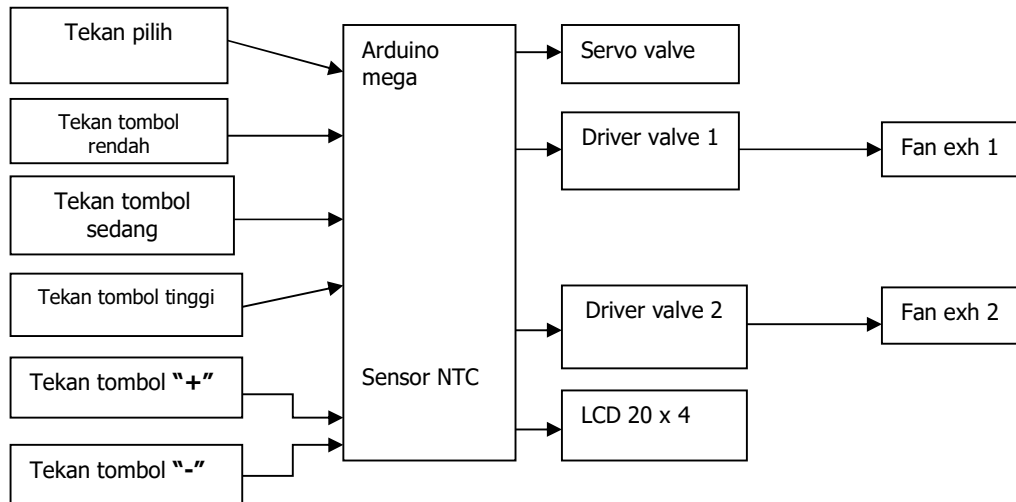 Tekan pilih
Tekan tombol
rendah
Tekan tombol
sedang
Tekan tombol tinggi
Tekan tombol “+”
Tekan tombol “-”
Arduino
mega
Sensor NTC
Servo valve
Driver valve 1
Driver valve 2
LCD 20 x 4
Fan exh 1
Fan exh 2